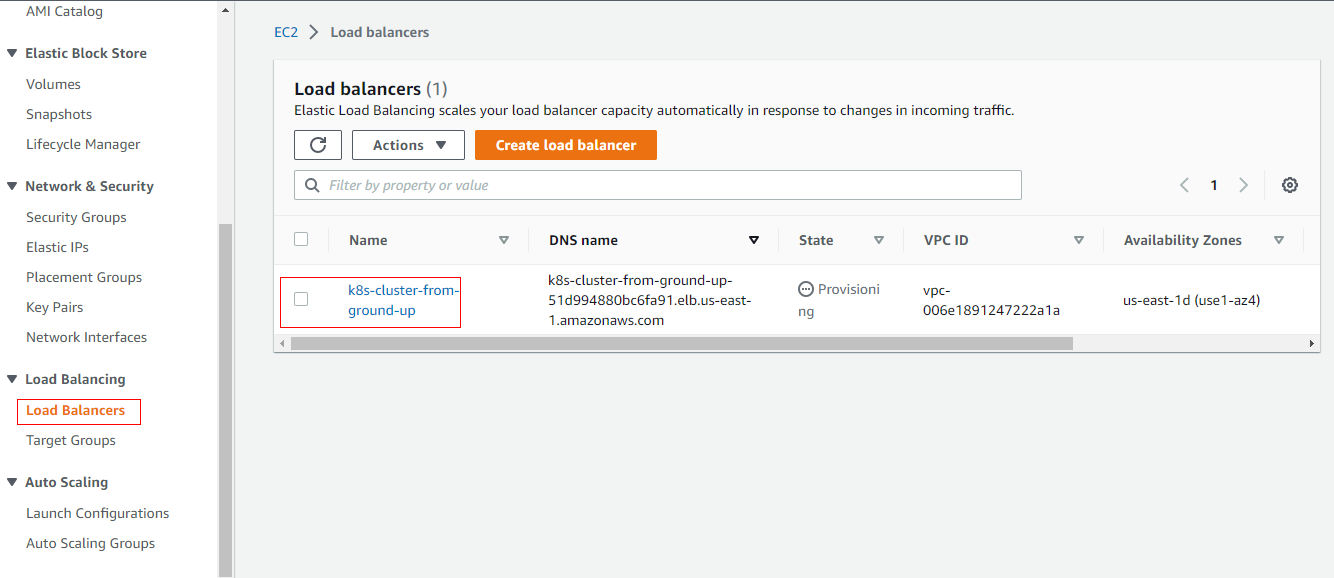 AMI Catalog
Elastic Block Store
Volumes
Snapshots
Lifecycle Manager
Network & Security
Security Groups
Elastic IPs
Placement Groups
Key Pairs
Network Interfaces
Load Balancing
Load Balancers
Target Groups
Auto Scaling
Launch Configurations
Auto Scaling Groups
EC2 > Load balancers
Load balancers (1)
Elastic Load Balancing scales your load balancer capacity automatically in response to changes in incoming traffic.
Actions Create load balancer
Filter by property or value 1
Name DNS name State VPC ID Availability Zones
k8s-cluster-from-
ground-up
k8s-cluster-from-ground-up-
51d994880bc6fa91.elb.us-east-
1.amazonaws.com
Provisioni
ng
vpc-
006e1891247222a1a
us-east-1d (use1-az4)